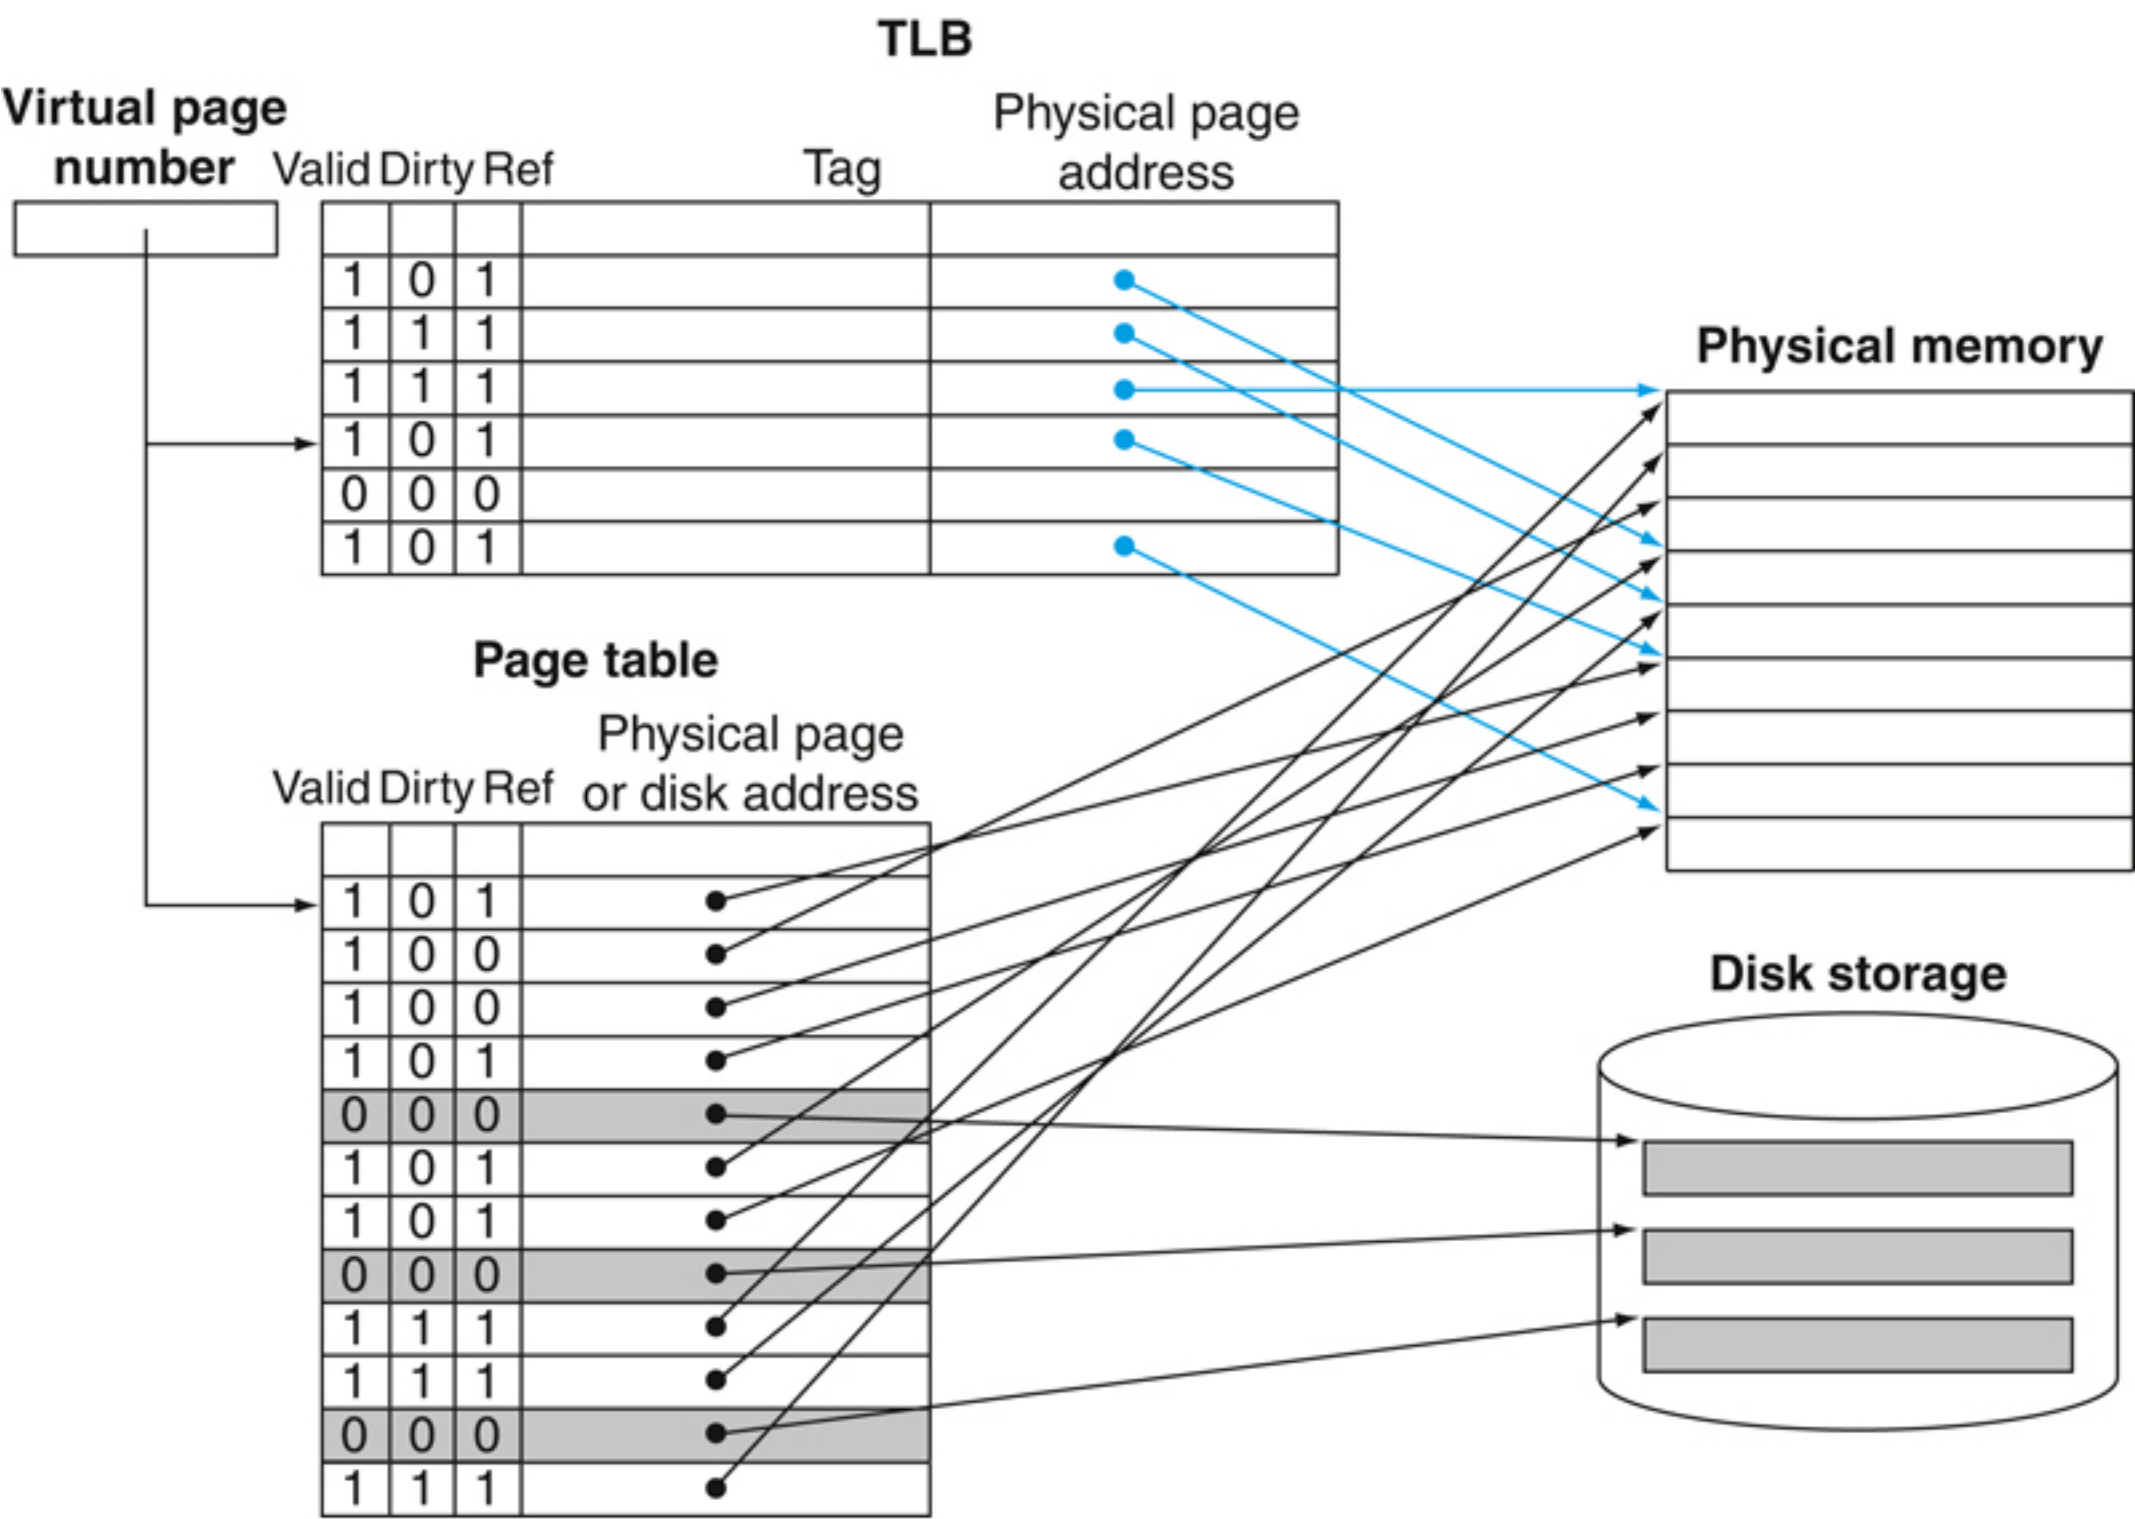 TLB
Virtual page
number
Valid Dirty Ref
Tag
Physical page
address
1 0 1
1 1 1
1 1 1
1 0 1
0 0 0
1 0 1
Physical memory
Page table
Physical page
or disk address
Valid Dirty Ref
1 0 1
1 0 0
1 0 0
1 0 1
0 0 0
1 0 1
1 0 1
0 0 0
1 1 1
1 1 1
0 0 0
1 1 1
Disk storage